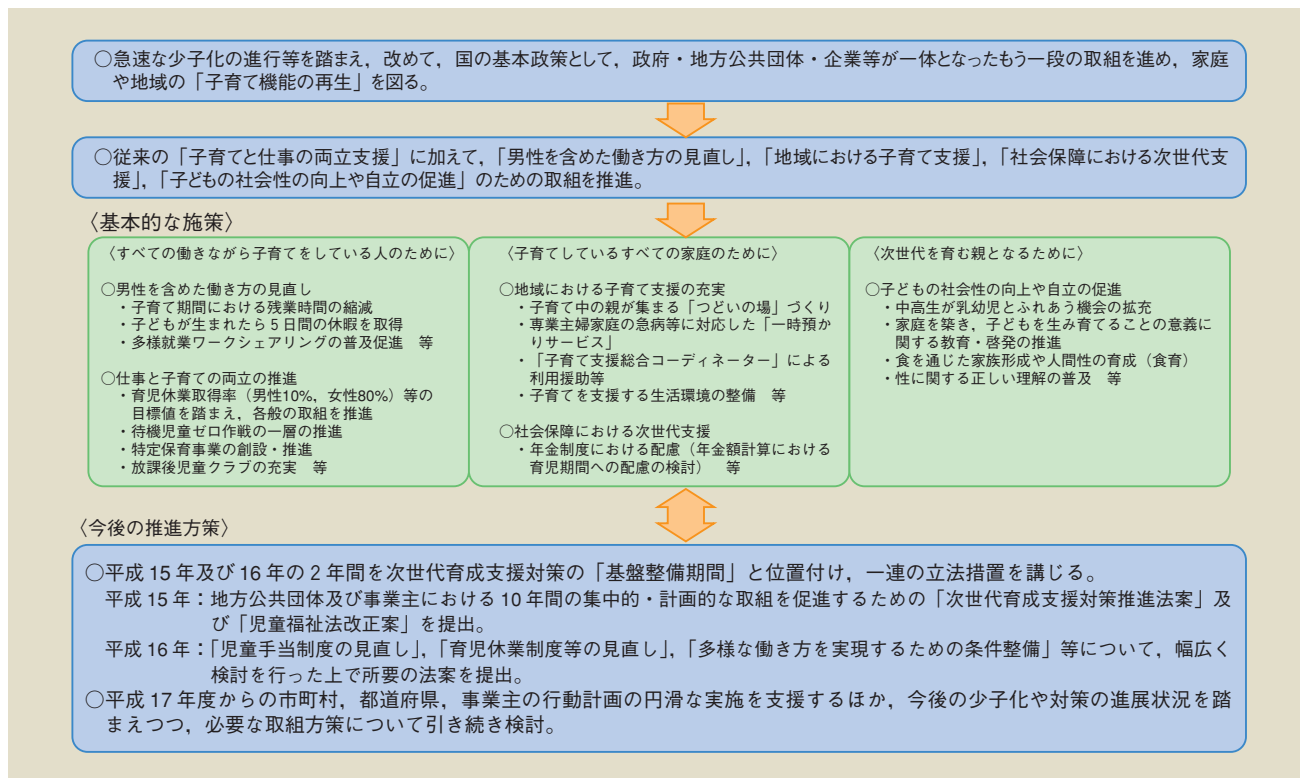 ○急速な少子化の進行等を踏まえ，改めて，国の基本政策として，政府・地方公共団体・企業等が一体となったもう一段の取組を進め，家庭
や地域の「子育て機能の再生」を図る。
○従来の「子育てと仕事の両立支援」に加えて，「男性を含めた働き方の見直し」，「地域における子育て支援」，「社会保障における次世代支
援」，「子どもの社会性の向上や自立の促進」のための取組を推進。
〈基本的な施策〉
〈すべての働きながら子育てをしている人のために〉
○男性を含めた働き方の見直し
・子育て期間における残業時間の縮減
・子どもが生まれたら５日間の休暇を取得
・多様就業ワークシェアリングの普及促進　等
○仕事と子育ての両立の推進
・育児休業取得率（男性10%，女性80%）等の
目標値を踏まえ，各般の取組を推進
・待機児童ゼロ作戦の一層の推進
・特定保育事業の創設・推進
・放課後児童クラブの充実　等
〈子育てしているすべての家庭のために〉
○地域における子育て支援の充実
・子育て中の親が集まる「つどいの場」づくり
・専業主婦家庭の急病等に対応した「一時預か
りサービス」
・「子育て支援総合コーディネーター」による
利用援助等
・子育てを支援する生活環境の整備　等
○社会保障における次世代支援
・年金制度における配慮（年金額計算における
育児期間への配慮の検討）　等
〈次世代を育む親となるために〉
○子どもの社会性の向上や自立の促進
・中高生が乳幼児とふれあう機会の拡充
・家庭を築き，子どもを生み育てることの意義に
関する教育・啓発の推進
・食を通じた家族形成や人間性の育成（食育）
・性に関する正しい理解の普及　等
〈今後の推進方策〉
○平成 15 年及び 16 年の２年間を次世代育成支援対策の「基盤整備期間」と位置付け，一連の立法措置を講じる。
平成 15 年：地方公共団体及び事業主における 10 年間の集中的・計画的な取組を促進するための「次世代育成支援対策推進法案」及
び「児童福祉法改正案」を提出。
平成 16 年：「児童手当制度の見直し」，「育児休業制度等の見直し」，「多様な働き方を実現するための条件整備」等について，幅広く
検討を行った上で所要の法案を提出。
○平成 17 年度からの市町村，都道府県，事業主の行動計画の円滑な実施を支援するほか，今後の少子化や対策の進展状況を踏
まえつつ，必要な取組方策について引き続き検討。